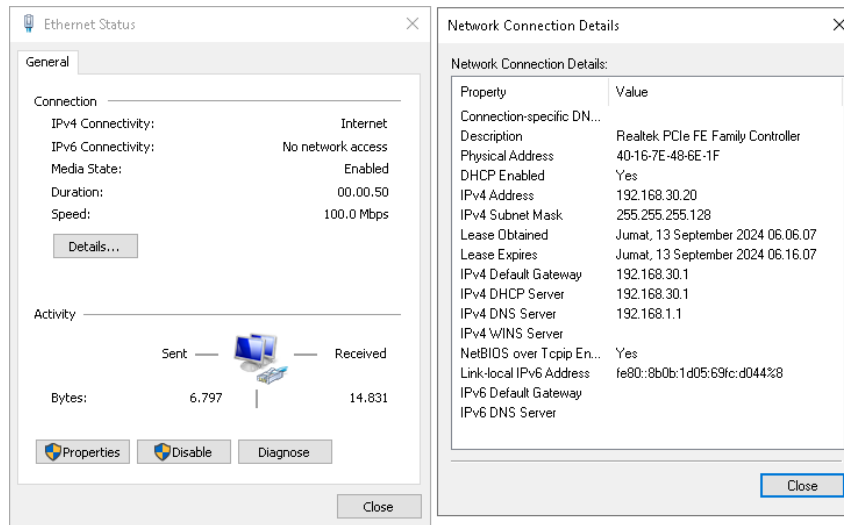 Ethernet Status
General
Connection
IPv4 Connectivity: Internet
IPv6 Connectivity: No network access
Media State: Enabled
Duration: 00.00.50
Speed: 100.0 Mbps
Details...
Activity
Sent Received
Bytes: 6.797 14.831
Properties Disable Diagnose
Close
Network Connection Details
Network Connection Details:
Property Value
Connection-specific DN...
Description Realtek PCIe FE Family Controller
Physical Address 40-16-7E-48-6E-1F
DHCP Enabled Yes
IPv4 Address 192.168.30.20
IPv4 Subnet Mask 255.255.255.128
Lease Obtained Jumat, 13 September 2024 06.06.07
Lease Expires Jumat, 13 September 2024 06.16.07
IPv4 Default Gateway 192.168.30.1
IPv4 DHCP Server 192.168.30.1
IPv4 DNS Server 192.168.1.1
IPv4 WINS Server
NetBIOS over Tcpip En... Yes
Link-local IPv6 Address fe80::8b0b:1d05:69fc:d044%8
IPv6 Default Gateway
IPv6 DNS Server
Close